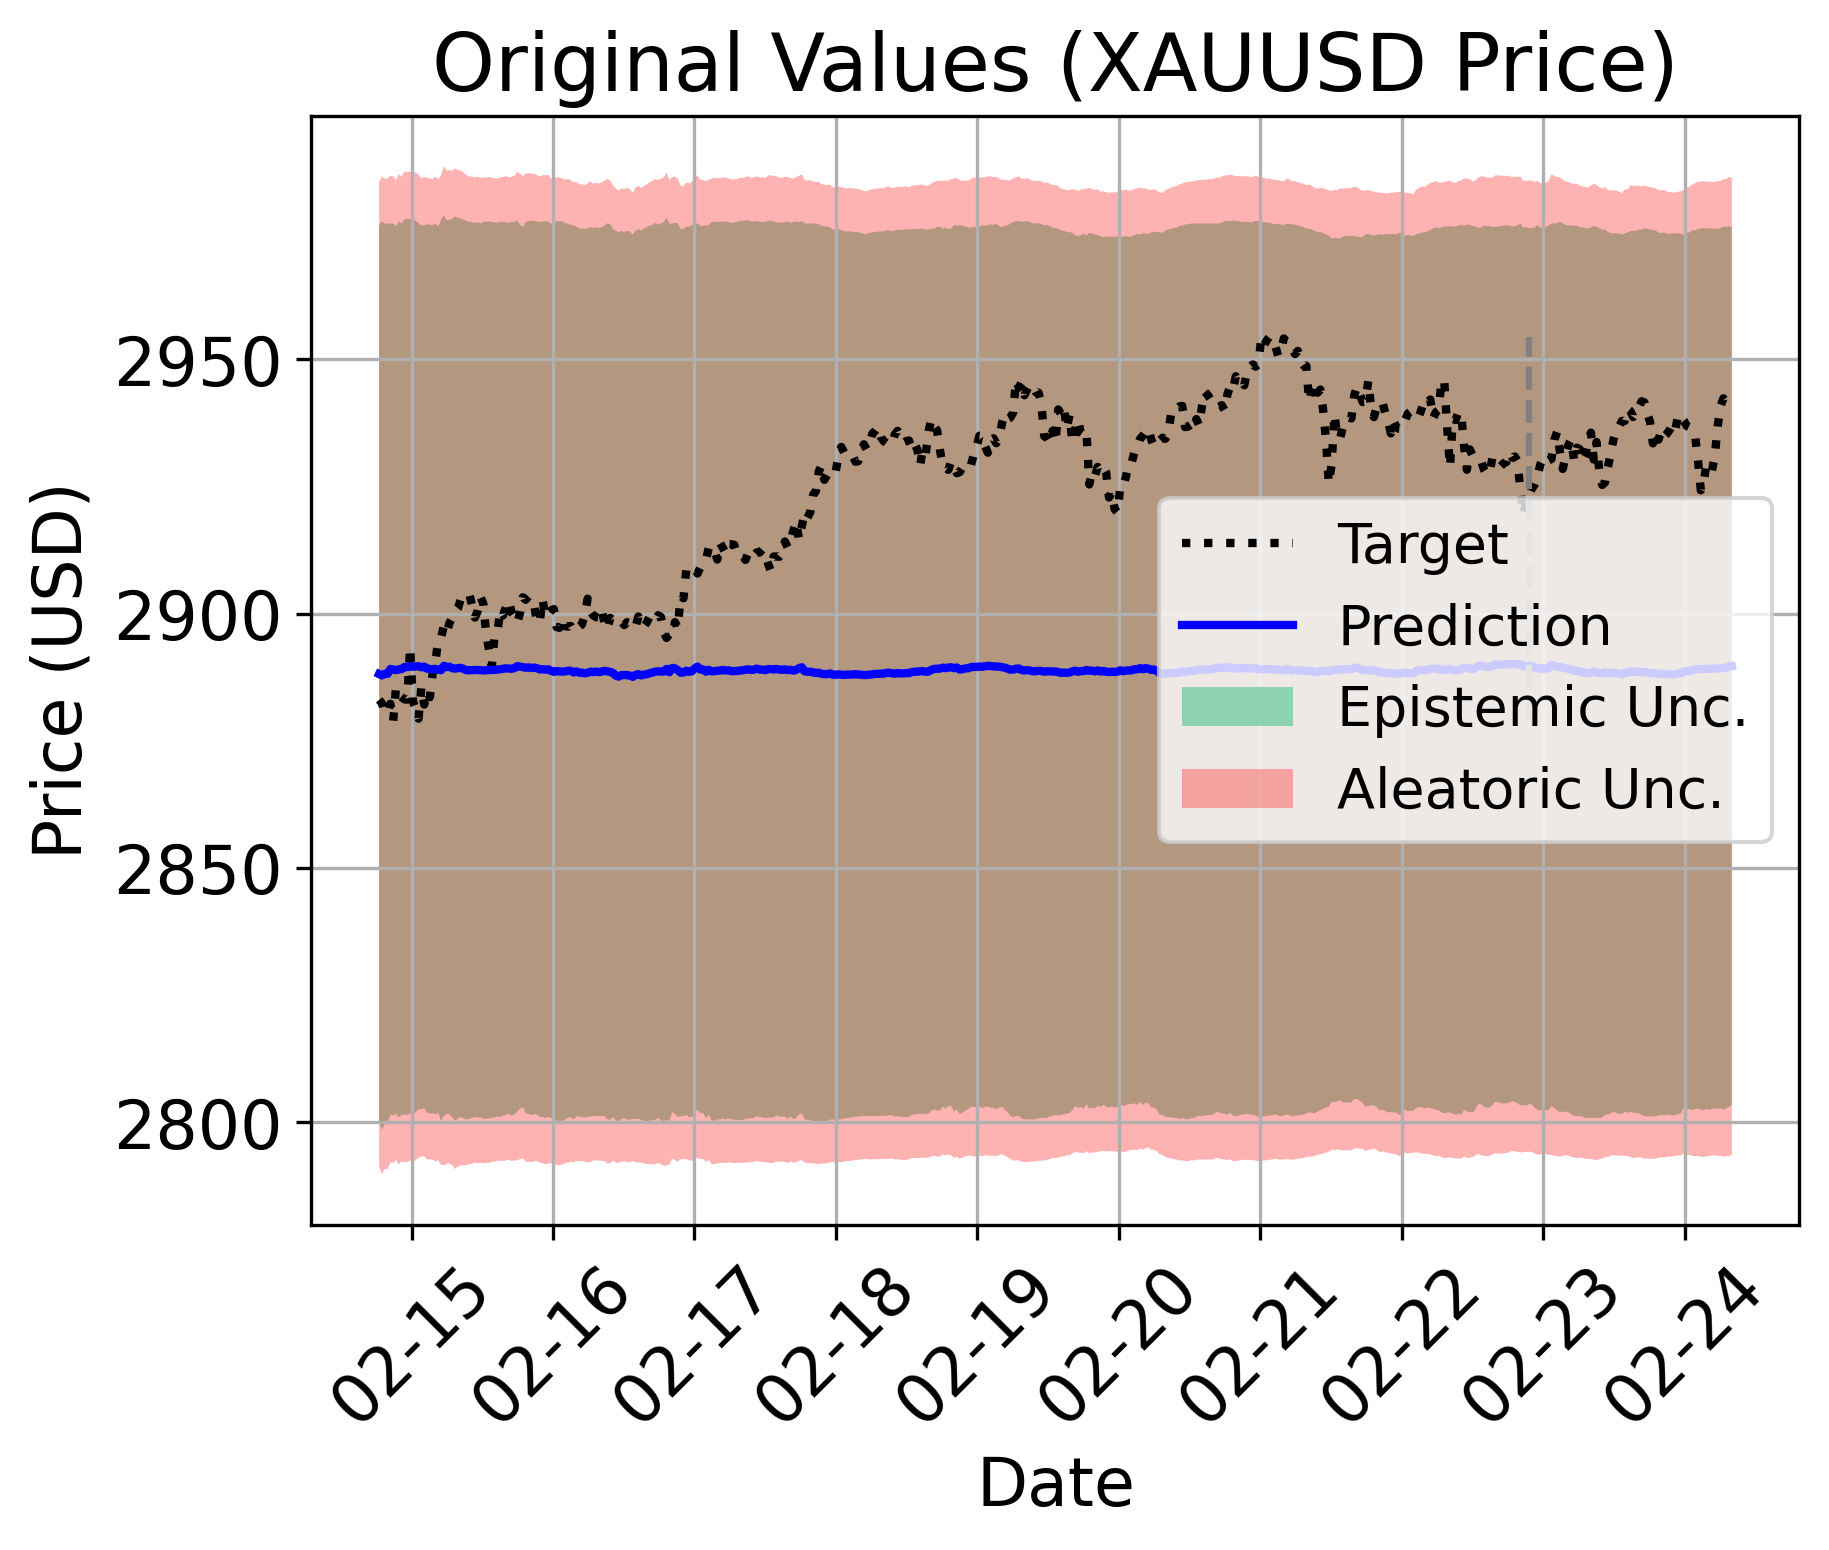 Original Values (XAUUSD Price)
Price (USD)
2950
2900
2850
2800
Target
Prediction
Epistemic Unc.
Aleatoric Unc.
02-15
02-16
02-17
02-18
02-19
02-20
02-21
02-22
02-23
02-24
Date